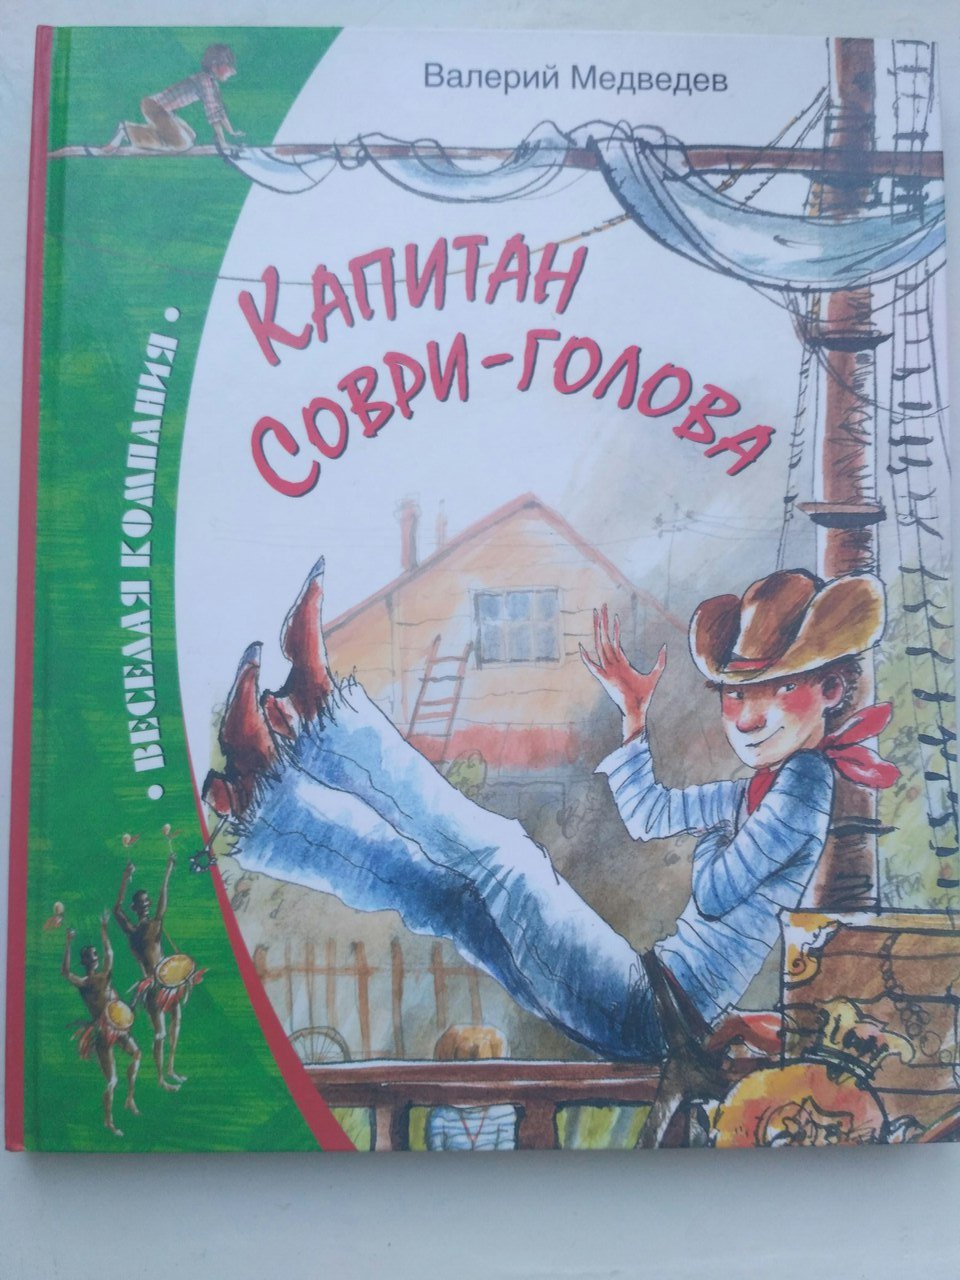 Валерий Медведев
КАПИТАН
СОВРИ-ГОЛОВА
• ВЕСЕЛАЯ КОМПАНИЯ •